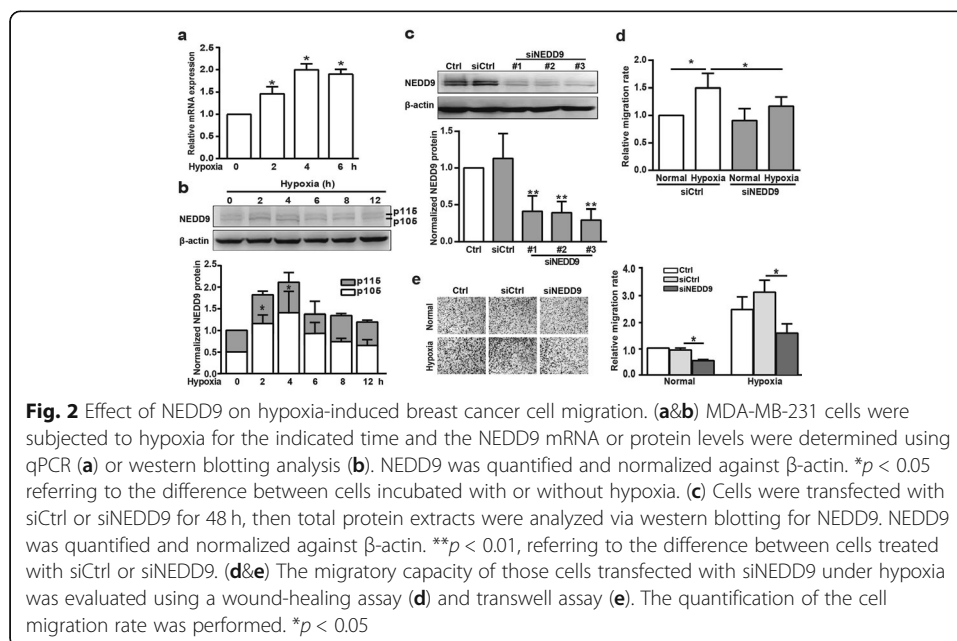 a
Relative mRNA expression
2.5
2.0
1.5
1.0
0.5
0.0
* * *
Hypoxia 0 2 4 6 h
b
Hypoxia (h)
0 2 4 6 8 12
NEDD9
p115
p105
β-actin
Normalized NEDD9 protein
2.5
2.0
1.5
1.0
0.5
0.0
p115
p105
* *
Hypoxia 0 2 4 6 8 12 h
c
siNEDD9
Ctrl siCtrl #1 #2 #3
NEDD9
β-actin
Normalized NEDD9 protein
1.5
1.0
0.5
0.0
** ** **
Ctrl siCtrl #1 #2 #3
siNEDD9
d
Relative migration rate
2.0
1.5
1.0
0.5
0.0
* *
Normal Hypoxia Normal Hypoxia
siCtrl siNEDD9
e
Ctrl siCtrl siNEDD9
Normal
Hypoxia
Relative migration rate
4.0
3.0
2.0
1.0
0.0
Ctrl
siCtrl
siNEDD9
* *
Normal Hypoxia
Fig. 2 Effect of NEDD9 on hypoxia-induced breast cancer cell migration. (a&b) MDA-MB-231 cells were
subjected to hypoxia for the indicated time and the NEDD9 mRNA or protein levels were determined using
qPCR (a) or western blotting analysis (b). NEDD9 was quantified and normalized against β-actin. *p < 0.05
referring to the difference between cells incubated with or without hypoxia. (c) Cells were transfected with
siCtrl or siNEDD9 for 48 h, then total protein extracts were analyzed via western blotting for NEDD9. NEDD9
was quantified and normalized against β-actin. **p < 0.01, referring to the difference between cells treated
with siCtrl or siNEDD9. (d&e) The migratory capacity of those cells transfected with siNEDD9 under hypoxia
was evaluated using a wound-healing assay (d) and transwell assay (e). The quantification of the cell
migration rate was performed. *p < 0.05